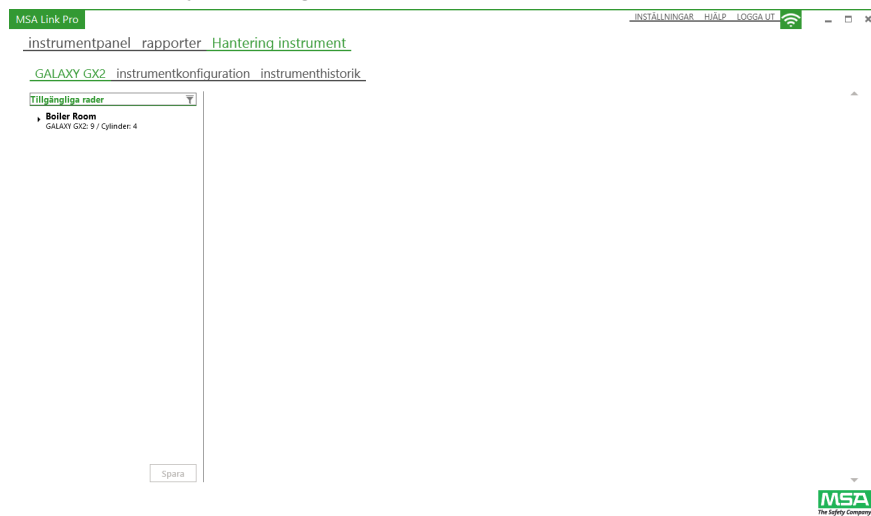 MSA Link Pro
INSTÄLLNINGAR HJÄLP LOGGA UT
instrumentpanel rapporter Hantering instrument
GALAXY GX2 instrumentkonfiguration instrumenthistorik
Tillgängliga rader
Boiler Room
GALAXY GX2: 9 / Cylinder: 4
Spara
MSA
The Safety Company